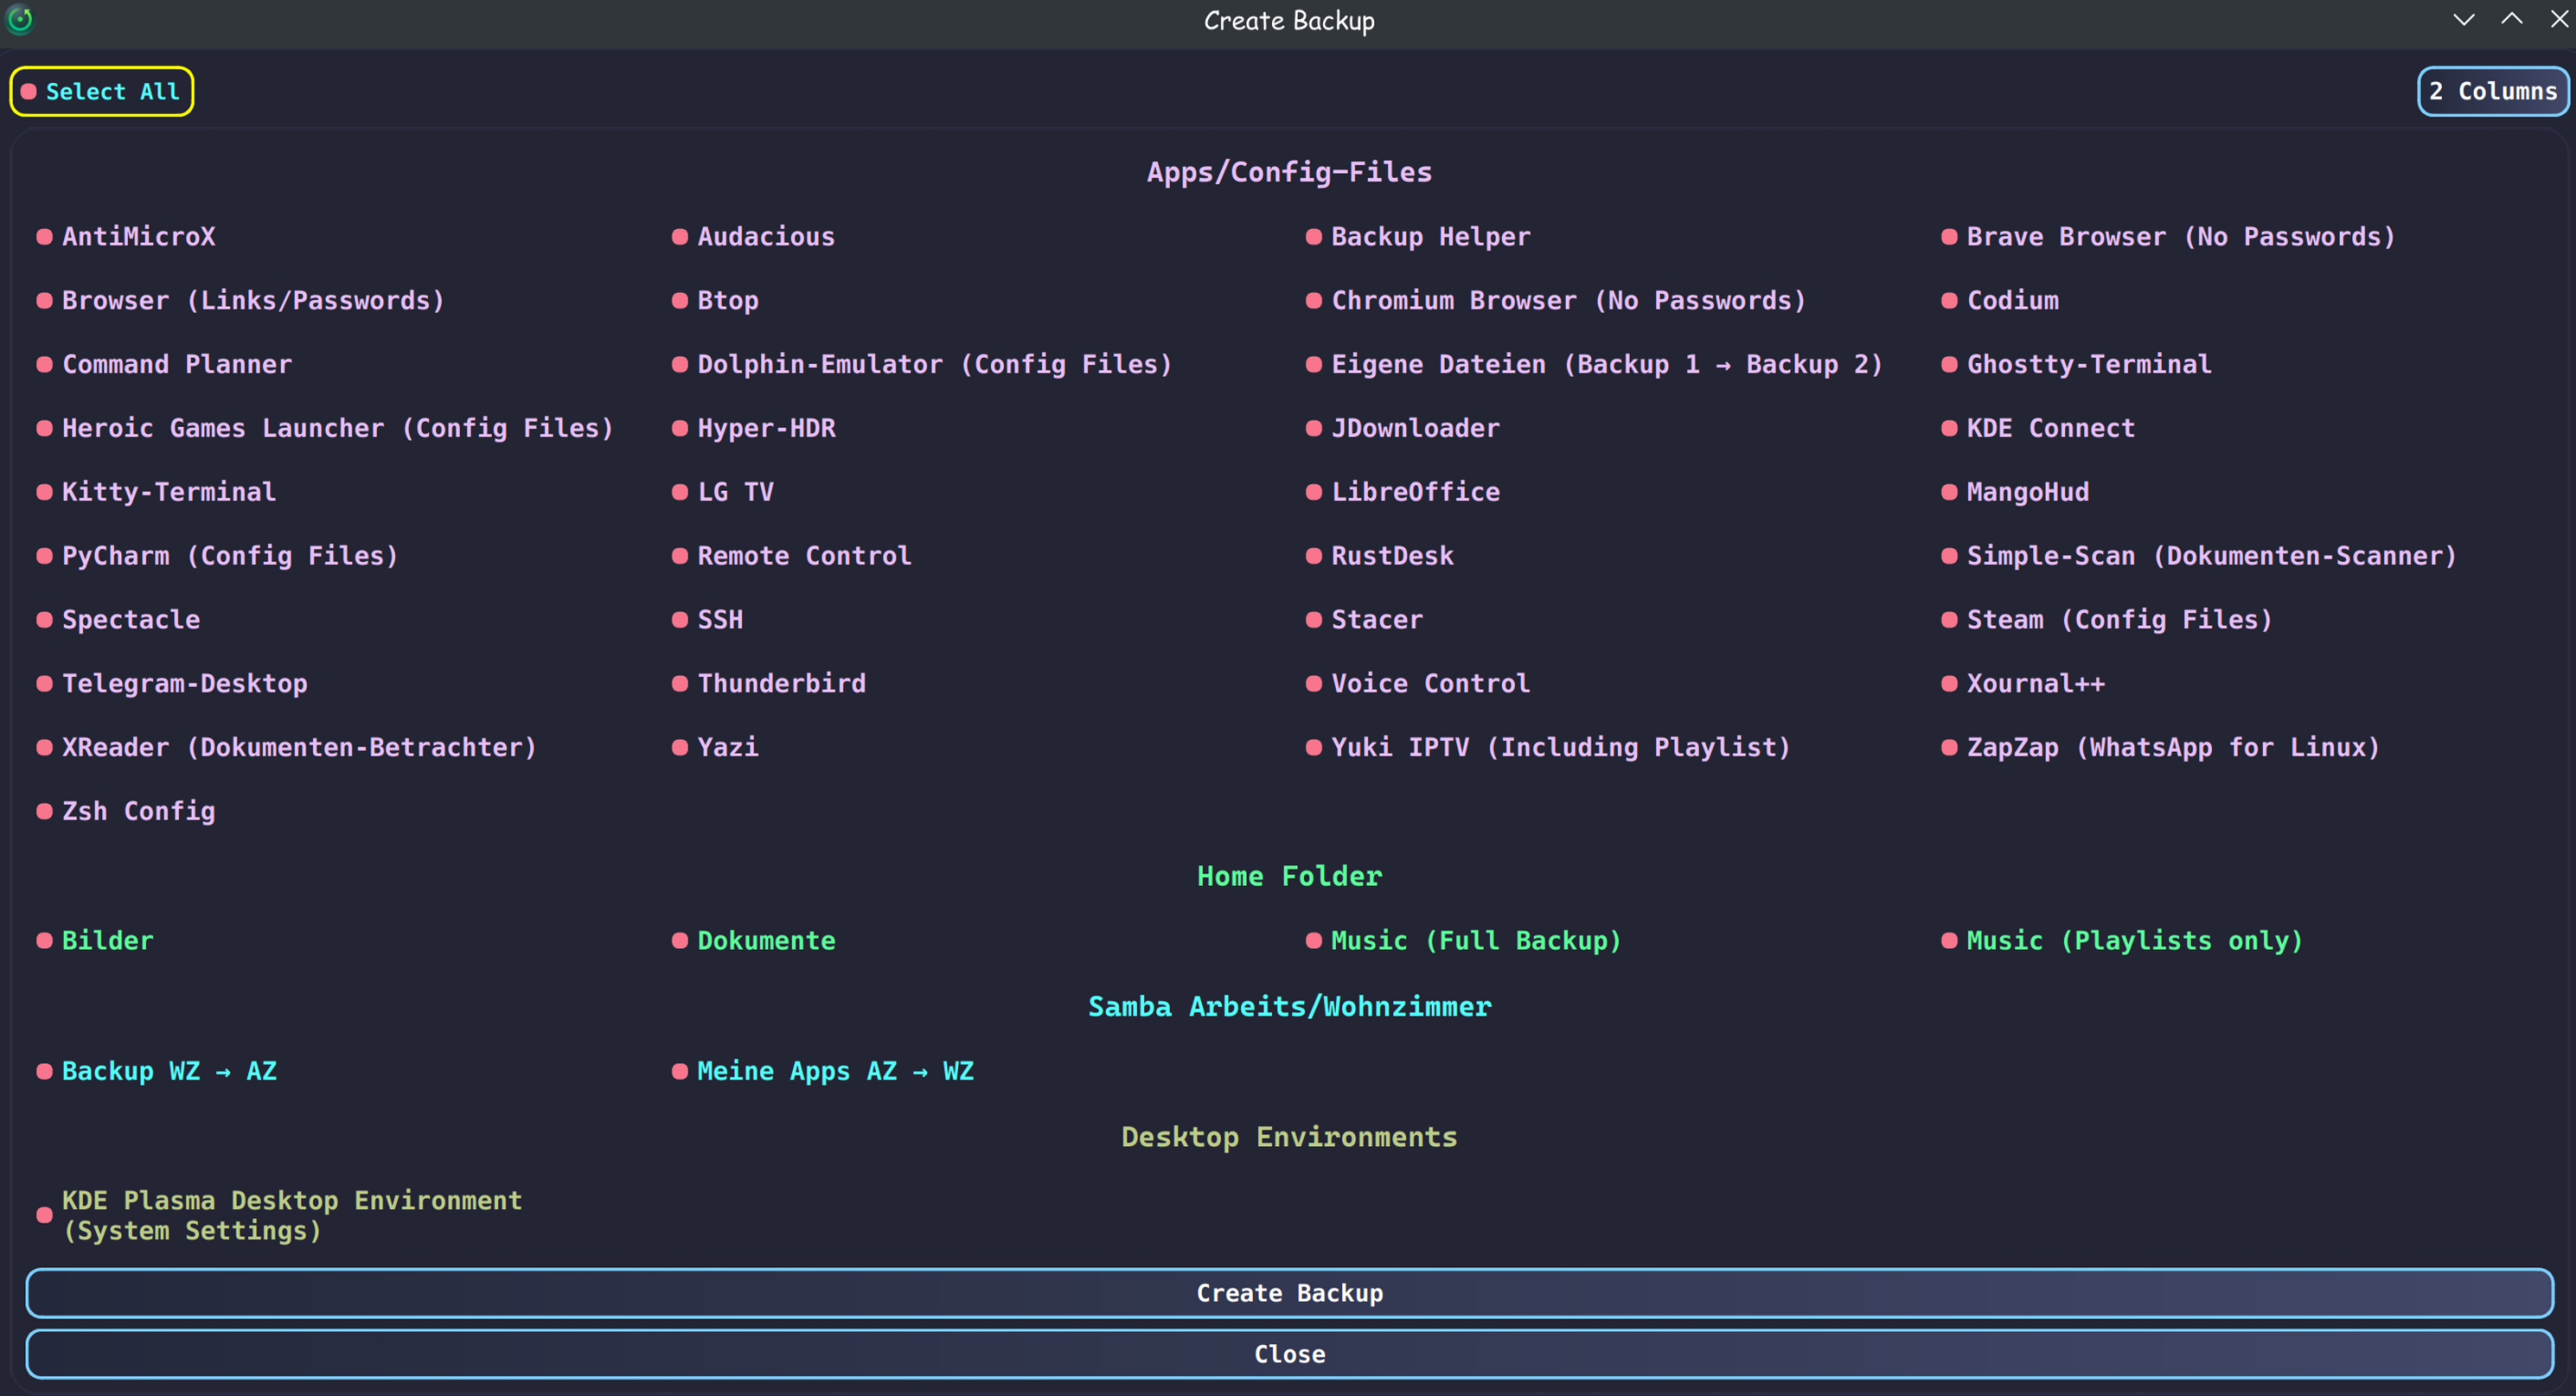 Create Backup
Select All
2 Columns
Apps/Config-Files
AntiMicroX
Audacious
Backup Helper
Brave Browser (No Passwords)
Browser (Links/Passwords)
Btop
Chromium Browser (No Passwords)
Codium
Command Planner
Dolphin-Emulator (Config Files)
Eigene Dateien (Backup 1 → Backup 2)
Ghostty-Terminal
Heroic Games Launcher (Config Files)
Hyper-HDR
JDownloader
KDE Connect
Kitty-Terminal
LG TV
LibreOffice
MangoHud
PyCharm (Config Files)
Remote Control
RustDesk
Simple-Scan (Dokumenten-Scanner)
Spectacle
SSH
Stacer
Steam (Config Files)
Telegram-Desktop
Thunderbird
Voice Control
Xournal++
XReader (Dokumenten-Betrachter)
Yazi
Yuki IPTV (Including Playlist)
ZapZap (WhatsApp for Linux)
Zsh Config
Home Folder
Bilder
Dokumente
Music (Full Backup)
Music (Playlists only)
Samba Arbeits/Wohnzimmer
Backup WZ → AZ
Meine Apps AZ → WZ
Desktop Environments
KDE Plasma Desktop Environment
(System Settings)
Create Backup
Close